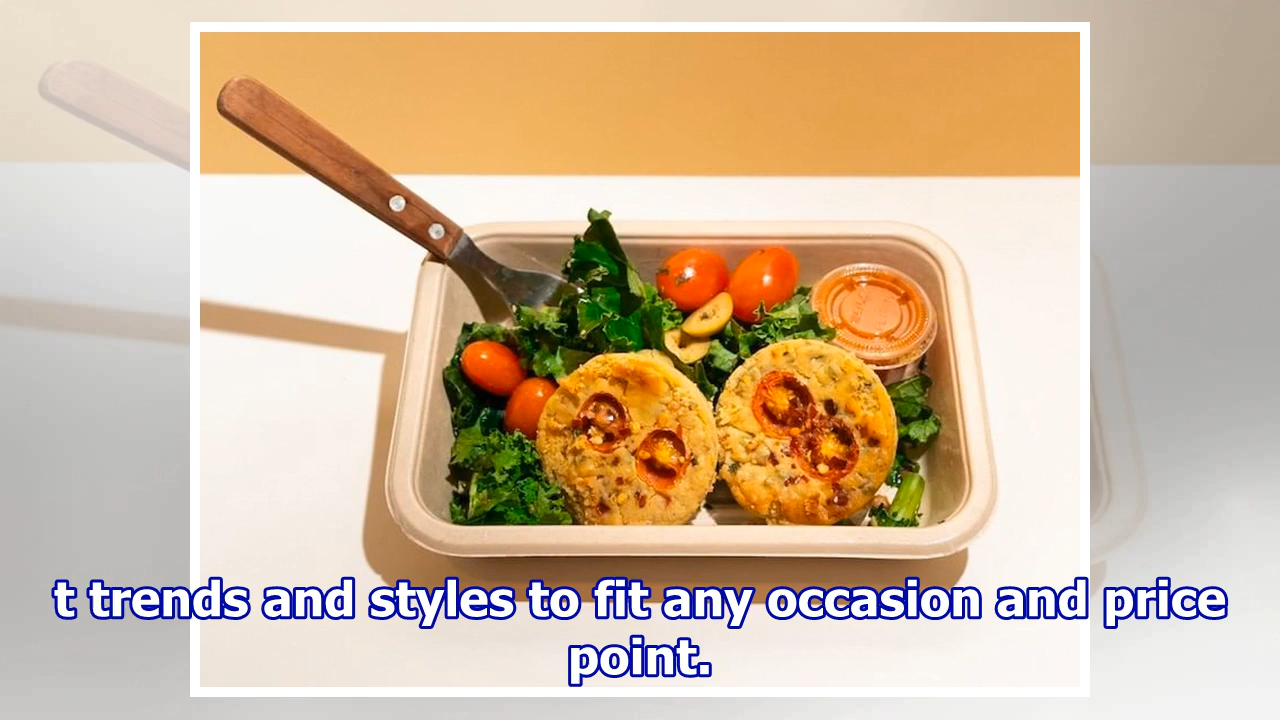 t trends and styles to fit any occasion and price
point.